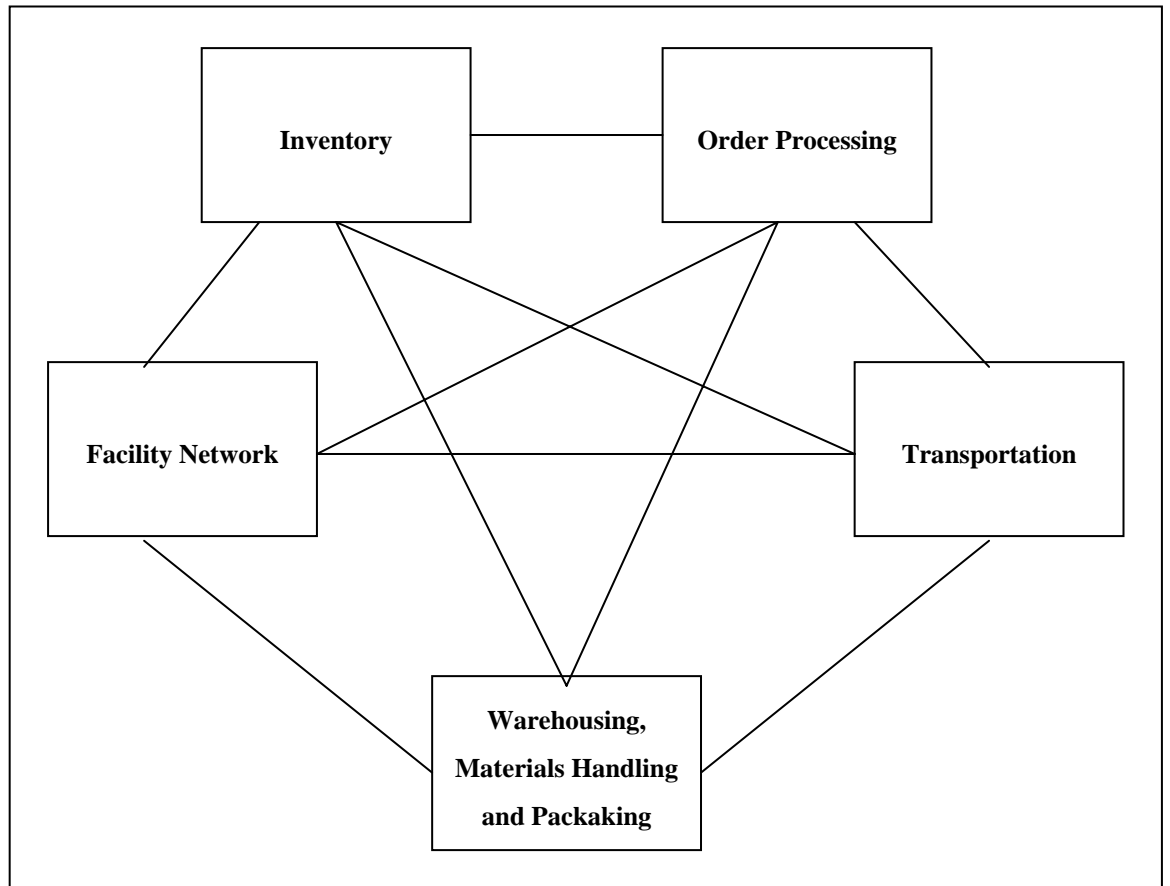 Inventory
Order Processing
Facility Network
Transportation
Warehousing,
Materials Handling
and Packaking